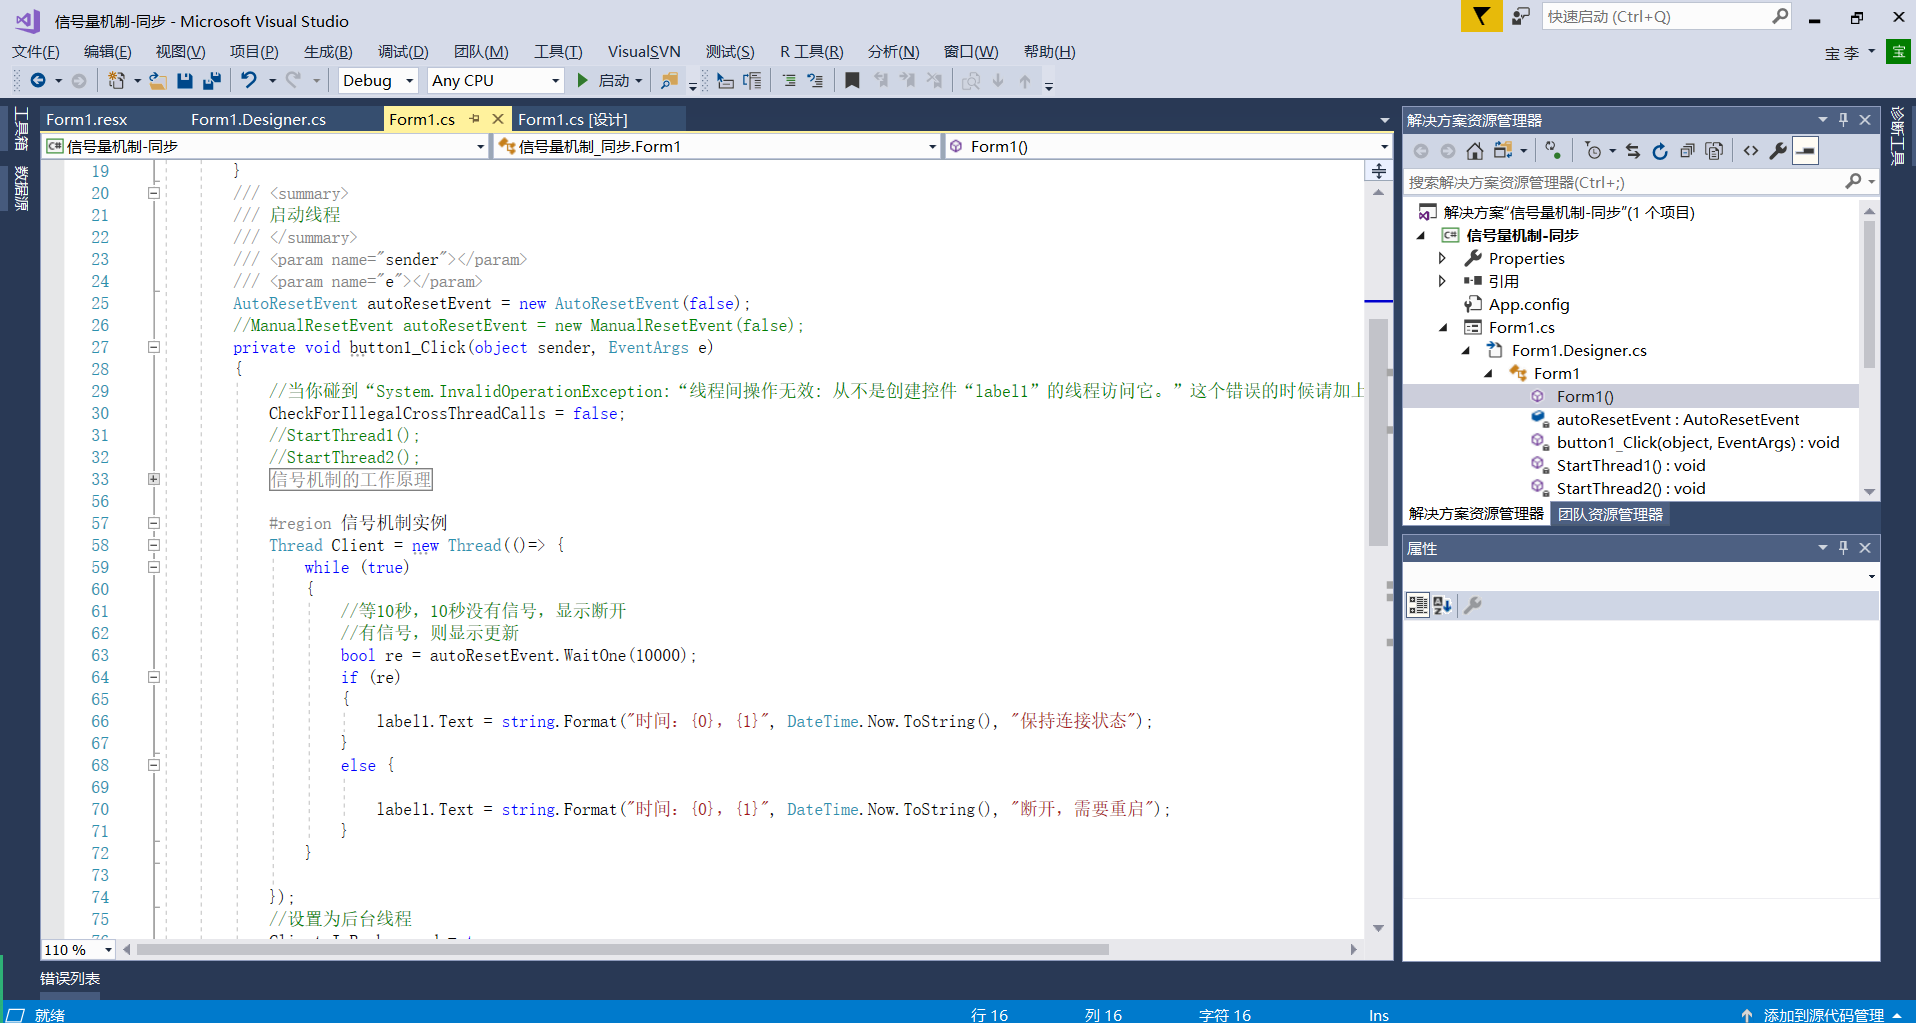 信号量机制-同步 - Microsoft Visual Studio
快速启动 (Ctrl+Q)
文件(F) 编辑(E) 视图(V) 项目(P) 生成(B) 调试(D) 团队(M) 工具(T) VisualSVN 测试(S) R 工具(R) 分析(N) 窗口(W) 帮助(H)
宝 李 宝
Debug Any CPU 启动
工具箱
数据源
Form1.resx Form1.Designer.cs Form1.cs Form1.cs [设计]
C# 信号量机制-同步 信号量机制_同步.Form1 Form1()
19 }
20 /// <summary>
21 /// 启动线程
22 /// </summary>
23 /// <param name="sender"></param>
24 /// <param name="e"></param>
25 AutoResetEvent autoResetEvent = new AutoResetEvent(false);
26 //ManualResetEvent autoResetEvent = new ManualResetEvent(false);
27 private void button1_Click(object sender, EventArgs e)
28 {
29 //当你碰到“System.InvalidOperationException:“线程间操作无效: 从不是创建控件“label1”的线程访问它。”这个错误的时候请加上
30 CheckForIllegalCrossThreadCalls = false;
31 //StartThread1();
32 //StartThread2();
33 信号机制的工作原理
56
57 #region 信号机制实例
58 Thread Client = new Thread(()=> {
59 while (true)
60 {
61 //等10秒，10秒没有信号，显示断开
62 //有信号，则显示更新
63 bool re = autoResetEvent.WaitOne(10000);
64 if (re)
65 {
66 label1.Text = string.Format("时间：{0}，{1}", DateTime.Now.ToString(), "保持连接状态");
67 }
68 else {
69
70 label1.Text = string.Format("时间：{0}，{1}", DateTime.Now.ToString(), "断开，需要重启");
71 }
72 }
73
74 });
75 //设置为后台线程
110 %
错误列表
就绪 行 16 列 16 字符 16 Ins 添加到源代码管理
解决方案资源管理器
搜索解决方案资源管理器(Ctrl+;)
解决方案“信号量机制-同步”(1 个项目)
C# 信号量机制-同步
Properties
引用
App.config
Form1.cs
Form1.Designer.cs
Form1
Form1()
autoResetEvent : AutoResetEvent
button1_Click(object, EventArgs) : void
StartThread1() : void
StartThread2() : void
解决方案资源管理器 团队资源管理器
属性
诊断工具